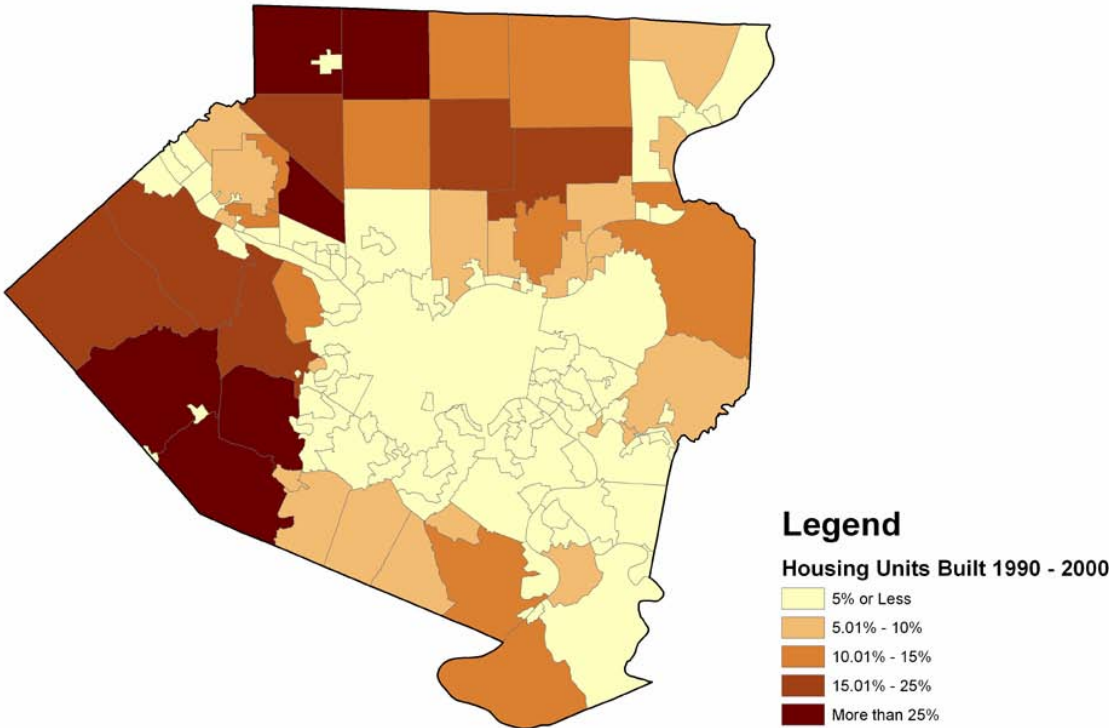 Legend
Housing Units Built 1990 - 2000
5% or Less
5.01% - 10%
10.01% - 15%
15.01% - 25%
More than 25%